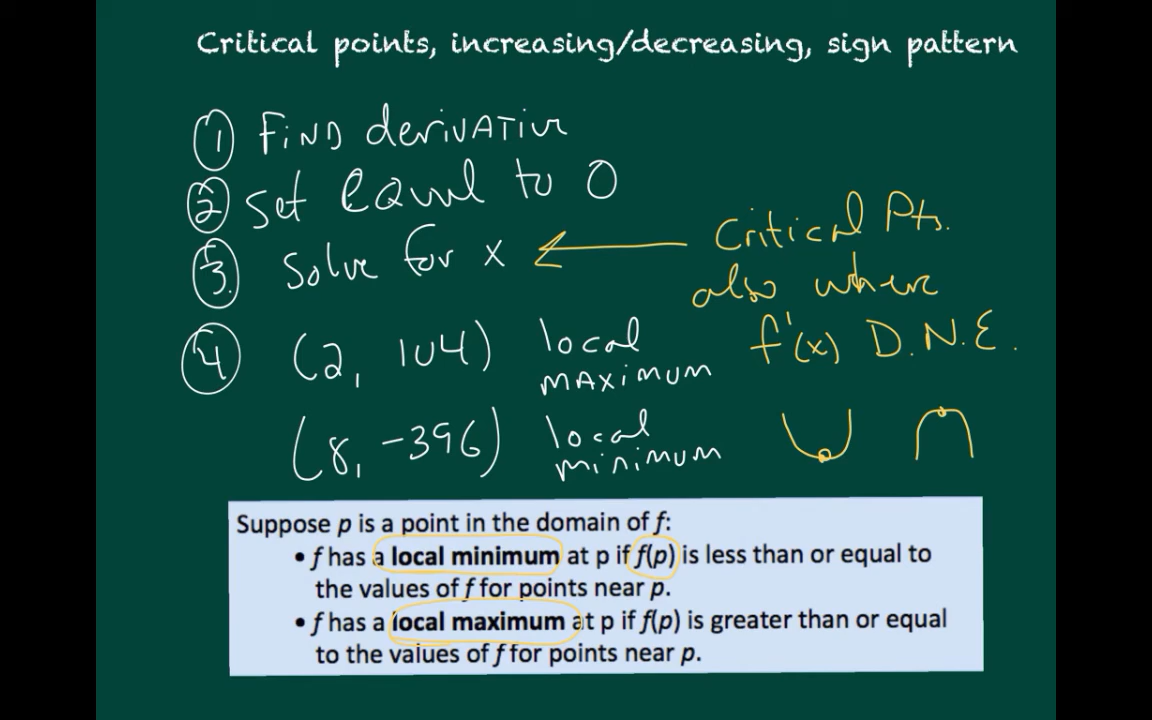 Critical points, increasing/decreasing, sign pattern
① FIND derivATive
② Set Equal to 0
③. Solve for x ← Critical Pts.
also where
④ (2, 104) local f'(x) D.N.E.
MAXIMUM
(8, -396) local
minimum
Suppose p is a point in the domain of f:
• f has a local minimum at p if f(p) is less than or equal to
the values of f for points near p.
• f has a local maximum at p if f(p) is greater than or equal
to the values of f for points near p.